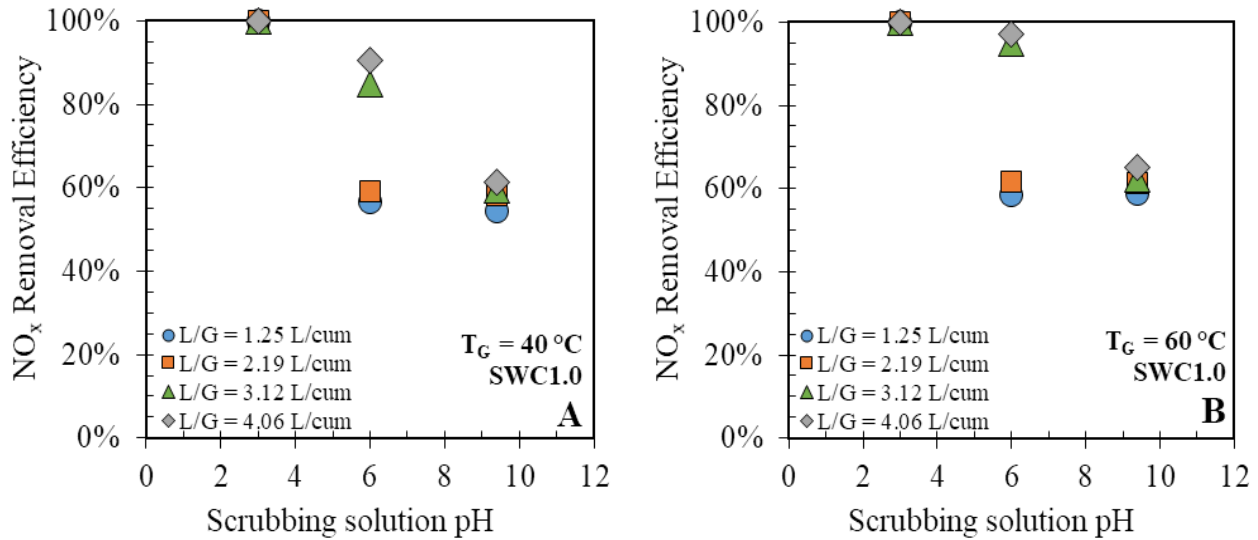 100%
80%
60%
40%
20%
0%
NOx Removal Efficiency
L/G = 1.25 L/cum
L/G = 2.19 L/cum
L/G = 3.12 L/cum
L/G = 4.06 L/cum
TG = 40 °C
SWC1.0
A
0 2 4 6 8 10 12
Scrubbing solution pH
100%
80%
60%
40%
20%
0%
NOx Removal Efficiency
L/G = 1.25 L/cum
L/G = 2.19 L/cum
L/G = 3.12 L/cum
L/G = 4.06 L/cum
TG = 60 °C
SWC1.0
B
0 2 4 6 8 10 12
Scrubbing solution pH